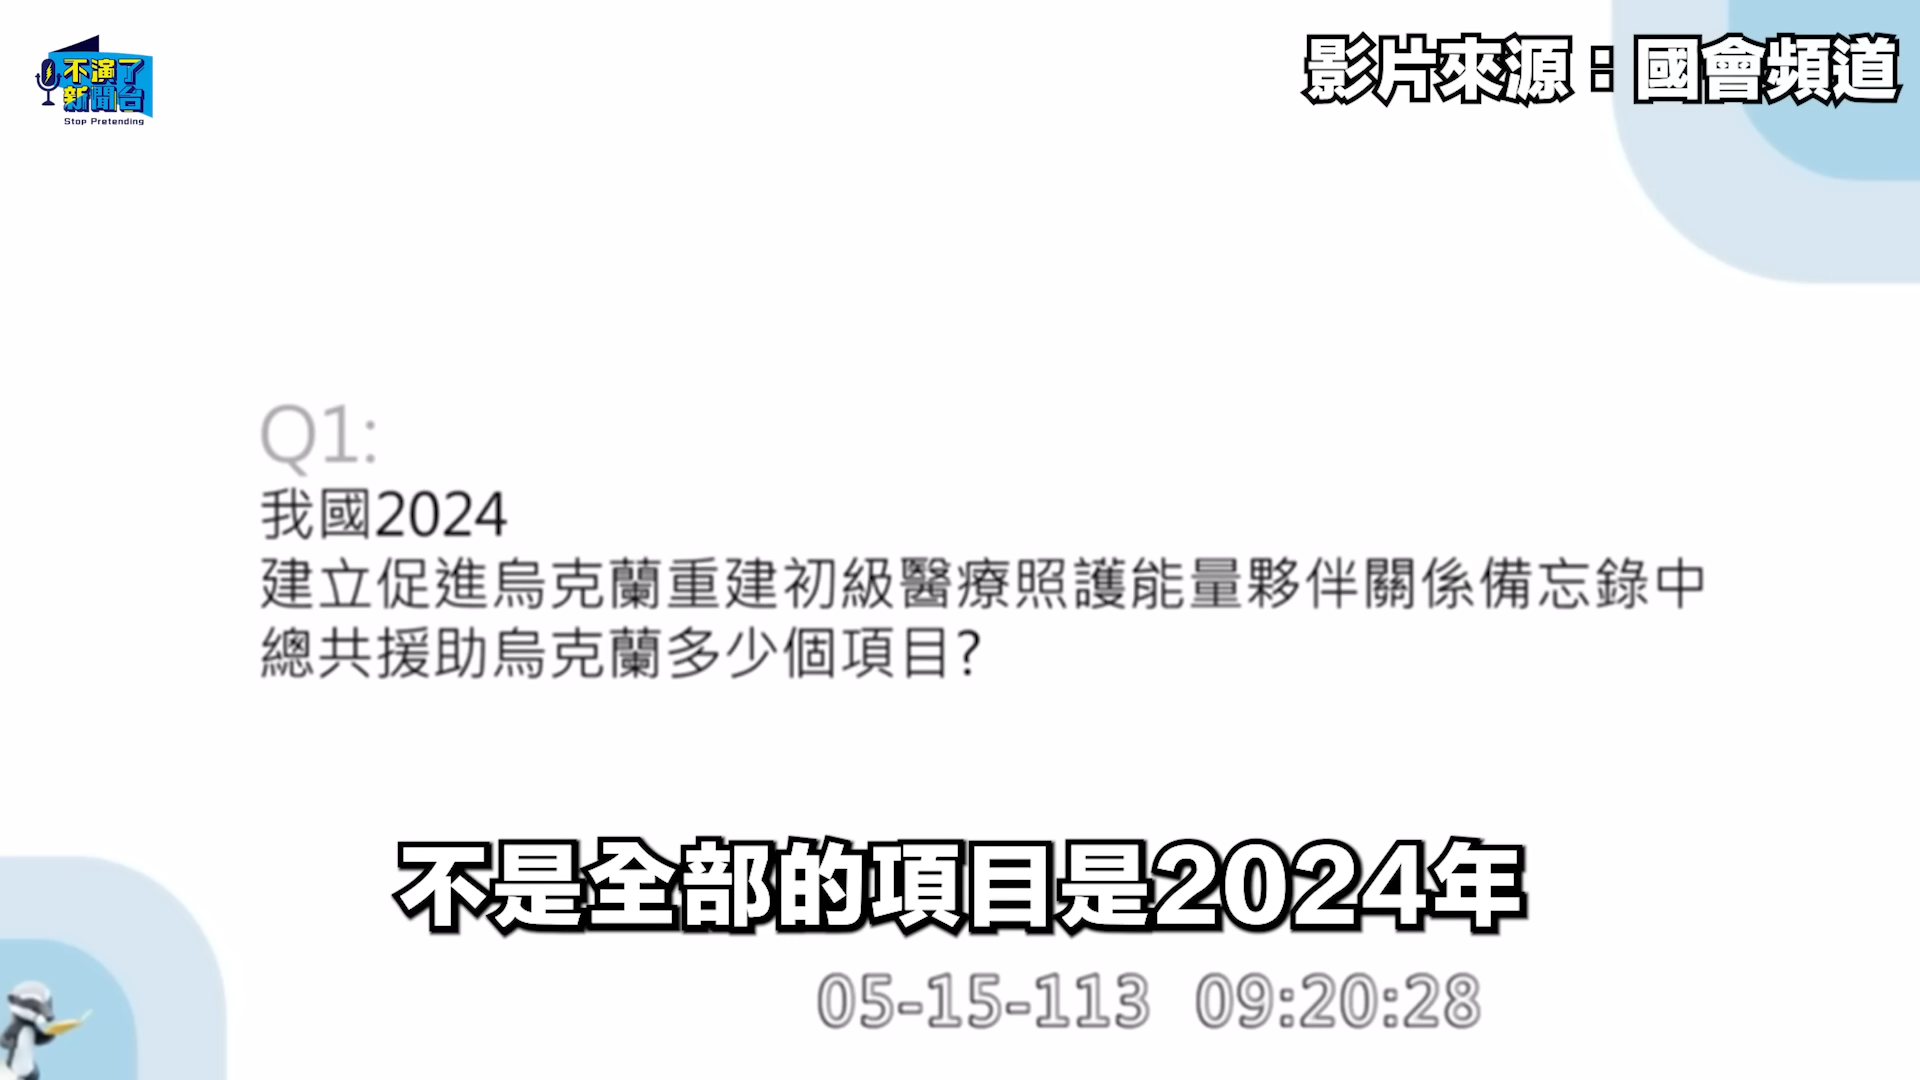 不演了
新聞台
Stop Pretending
影片來源：國會頻道
Q1:
我國2024
建立促進烏克蘭重建初級醫療照護能量夥伴關係備忘錄中
總共援助烏克蘭多少個項目?
不是全部的項目是2024年
05-15-113 09:20:28